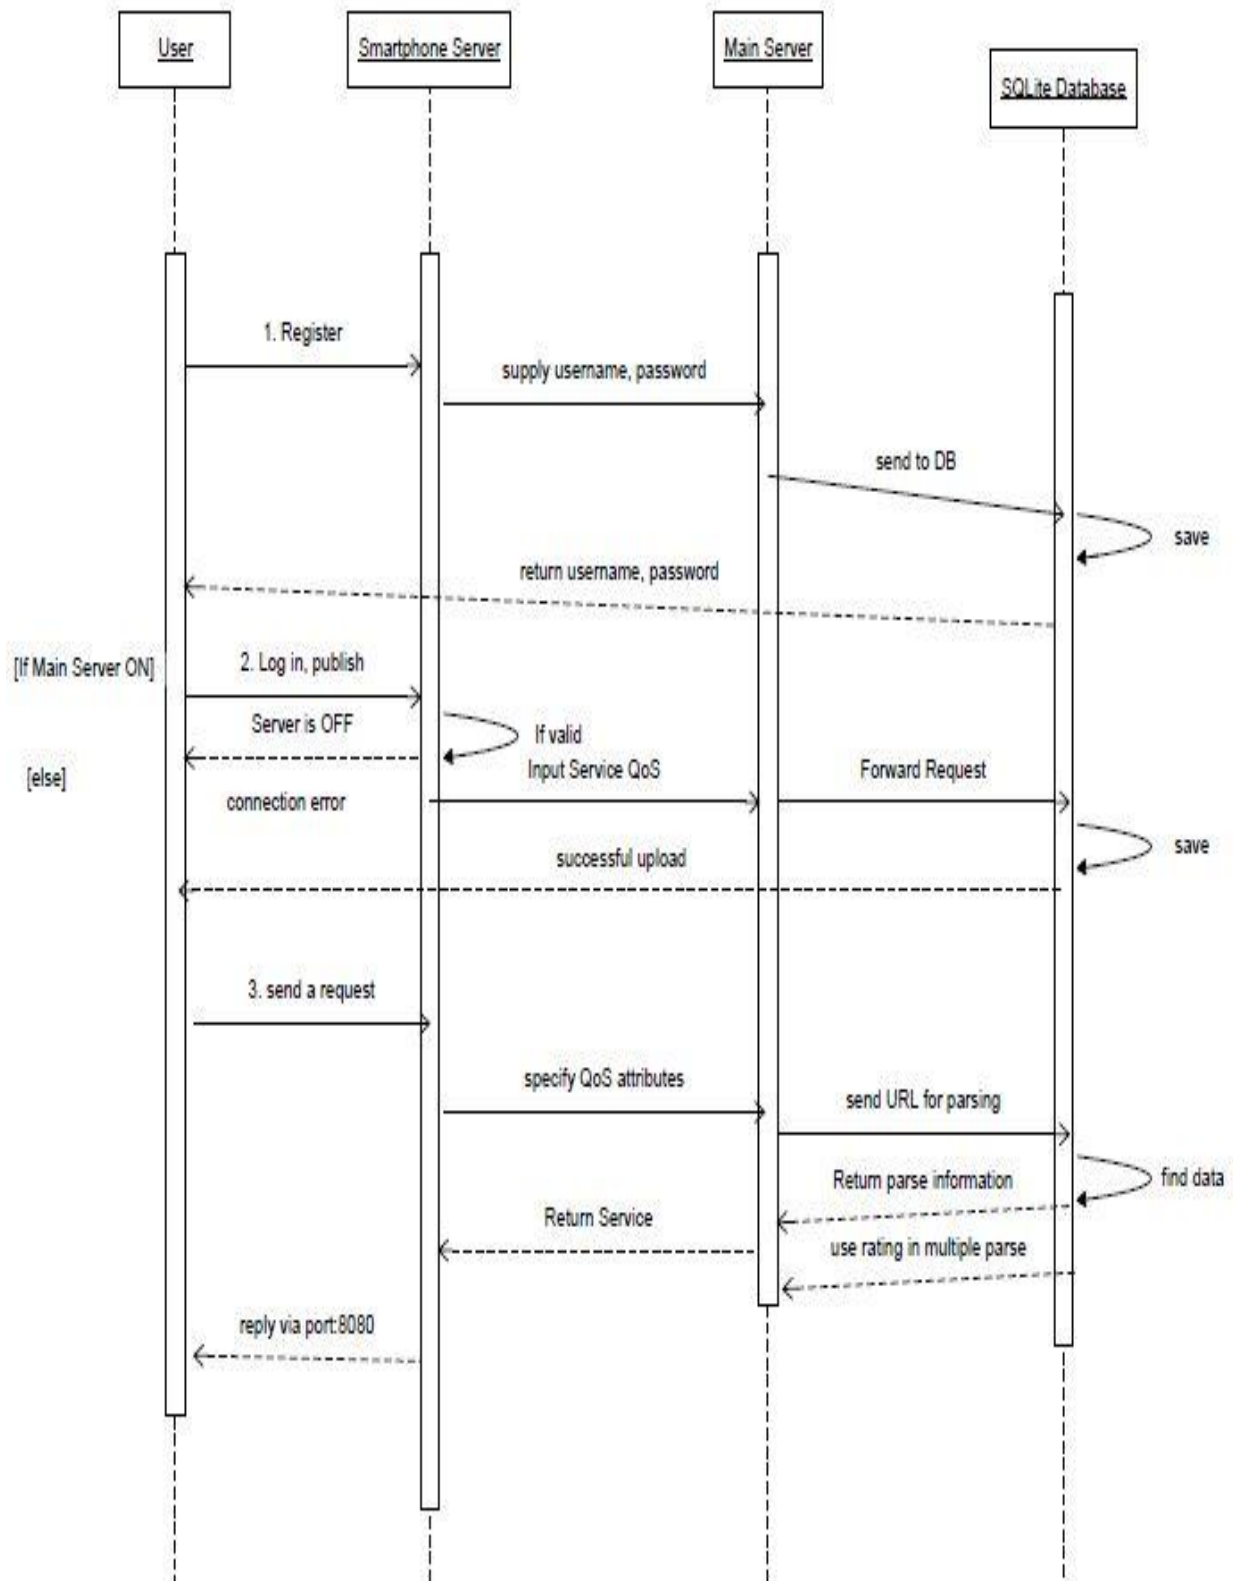 User
Smartphone Server
Main Server
SQLite Database
1. Register
supply username, password
send to DB
save
return username, password
[If Main Server ON]
2. Log in, publish
Server is OFF
If valid
[else]
Input Service QoS
Forward Request
connection error
save
successful upload
3. send a request
specify QoS attributes
send URL for parsing
find data
Return parse information
Return Service
use rating in multiple parse
reply via port:8080